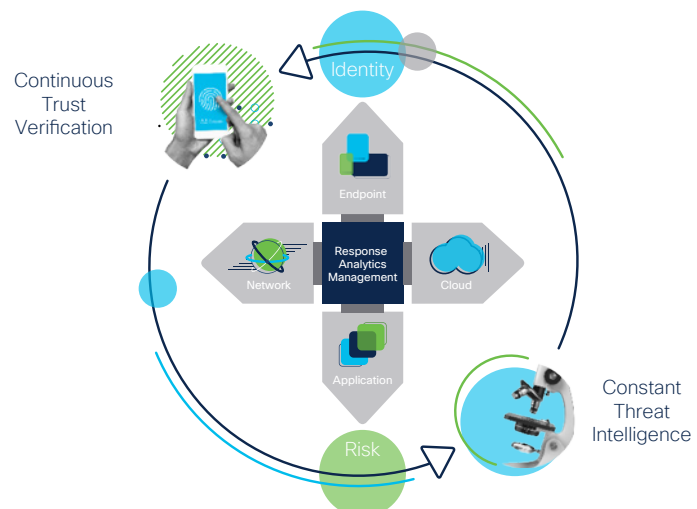 Identity
Continuous
Trust
Verification
Endpoint
Response
Analytics
Management
Network
Cloud
Application
Constant
Threat
Intelligence
Risk